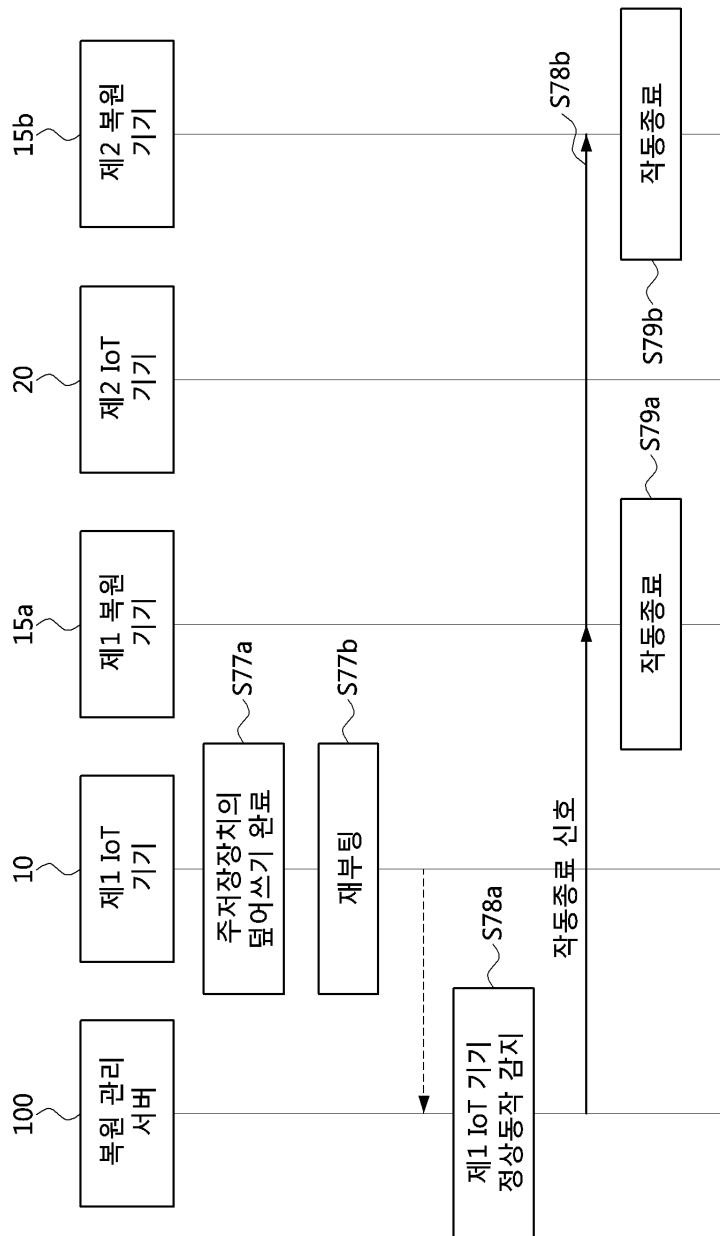 100
복원 관리
서버
10
제1 IoT
기기
15a
제1 복원
기기
20
제2 IoT
기기
15b
제2 복원
기기
주저장장치의
덮어쓰기 완료
S77a
재부팅
S77b
제1 IoT 기기
정상동작 감지
S78a
작동종료 신호
S78b
작동종료
S79a
작동종료
S79b